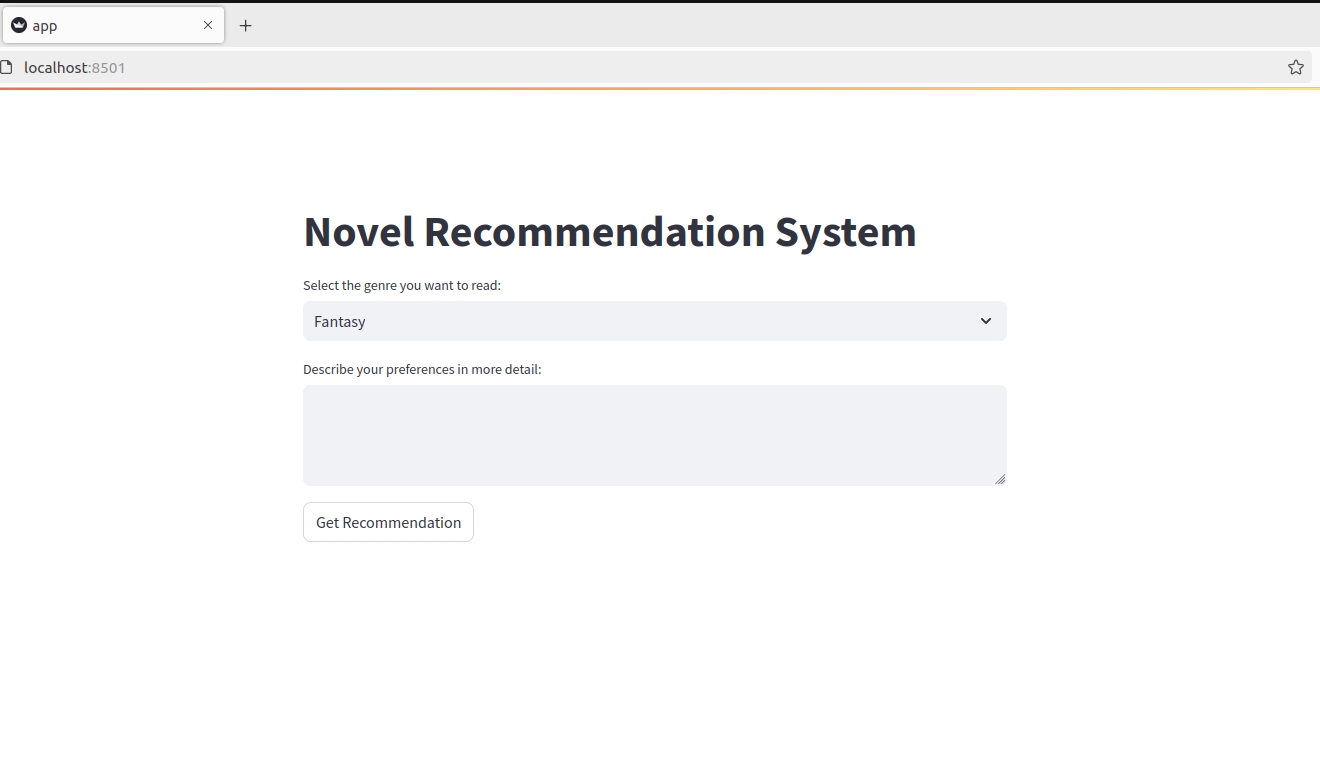 app
localhost:8501
Novel Recommendation System
Select the genre you want to read:
Fantasy
Describe your preferences in more detail:
Get Recommendation